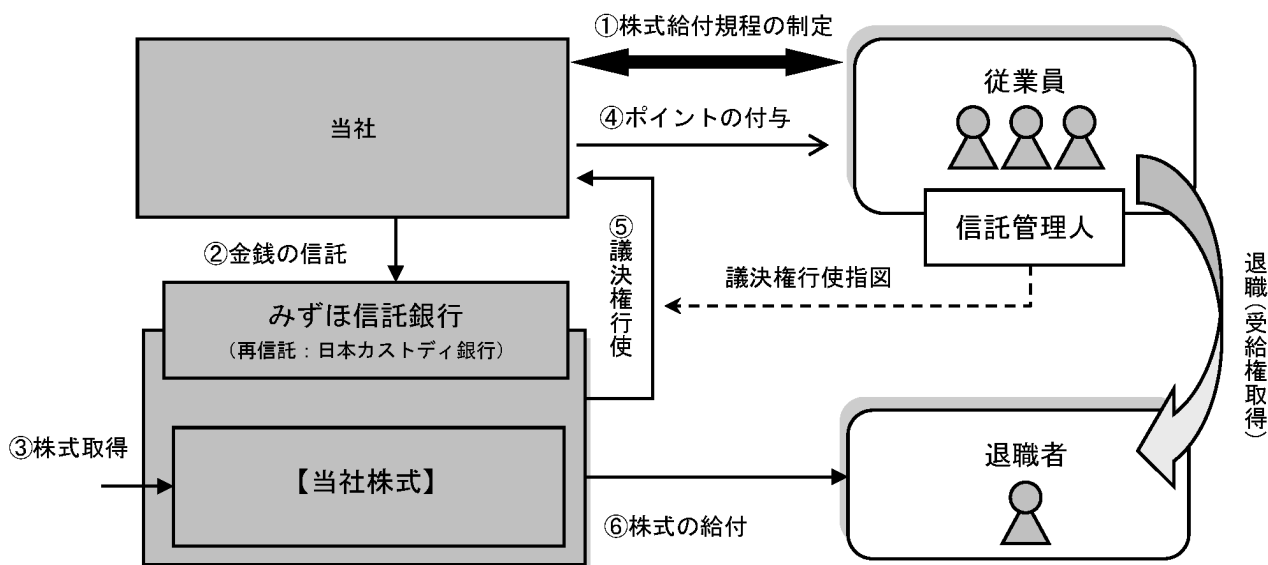 ①株式給付規程の制定
当社
従業員
④ポイントの付与
信託管理人
②金銭の信託
⑤議決権行使
議決権行使指図
退職(受給権取得)
みずほ信託銀行
(再信託：日本カストディ銀行)
③株式取得
【当社株式】
退職者
⑥株式の給付